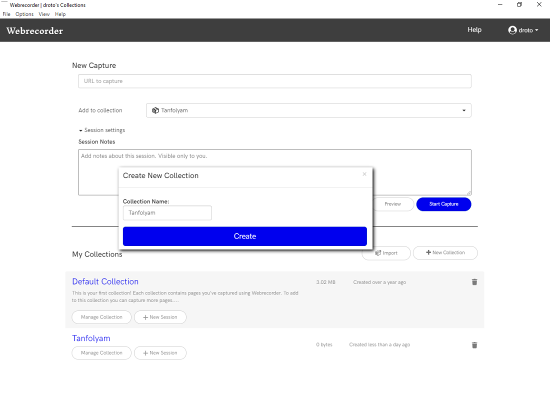 Webrecorder | droto's Collections
File Options View Help
Webrecorder
Help
droto
New Capture
URL to capture
Add to collection
Tanfolyam
Session settings
Session Notes
Add notes about this session. Visible only to you.
Create New Collection
×
Collection Name:
Tanfolyam
Create
Preview
Start Capture
My Collections
Import
+ New Collection
Default Collection
3.02 MB
Created over a year ago
This is your first collection! Each collection contains pages you've captured using Webrecorder. To add
to this collection you can capture more pages....
Manage Collection
+ New Session
Tanfolyam
0 bytes
Created less than a day ago
Manage Collection
+ New Session